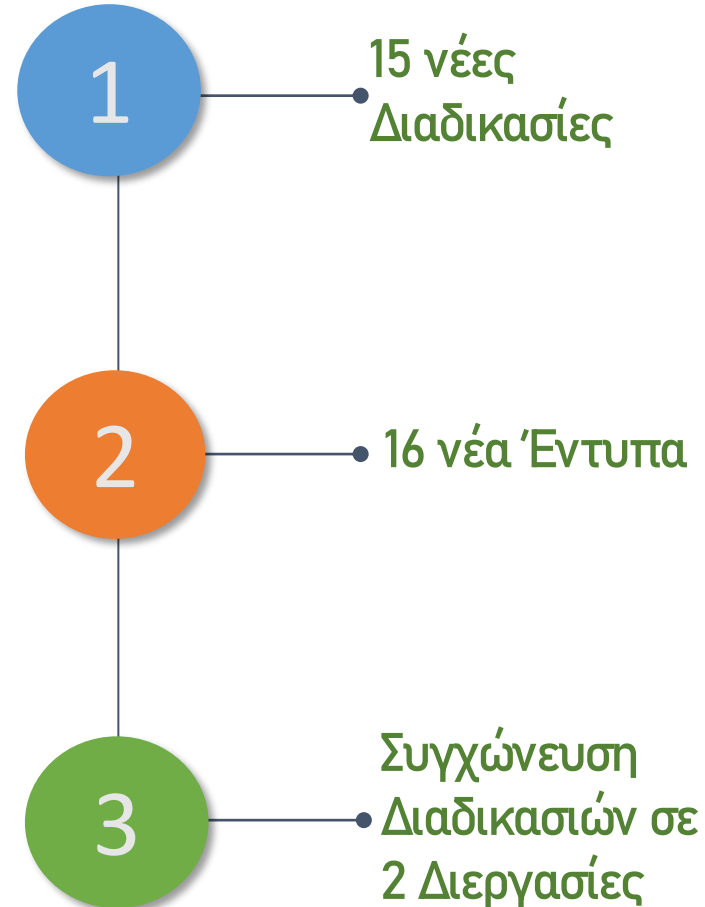 1
15 νέες
Διαδικασίες
2
16 νέα Έντυπα
3
Συγχώνευση
Διαδικασιών σε
2 Διεργασίες